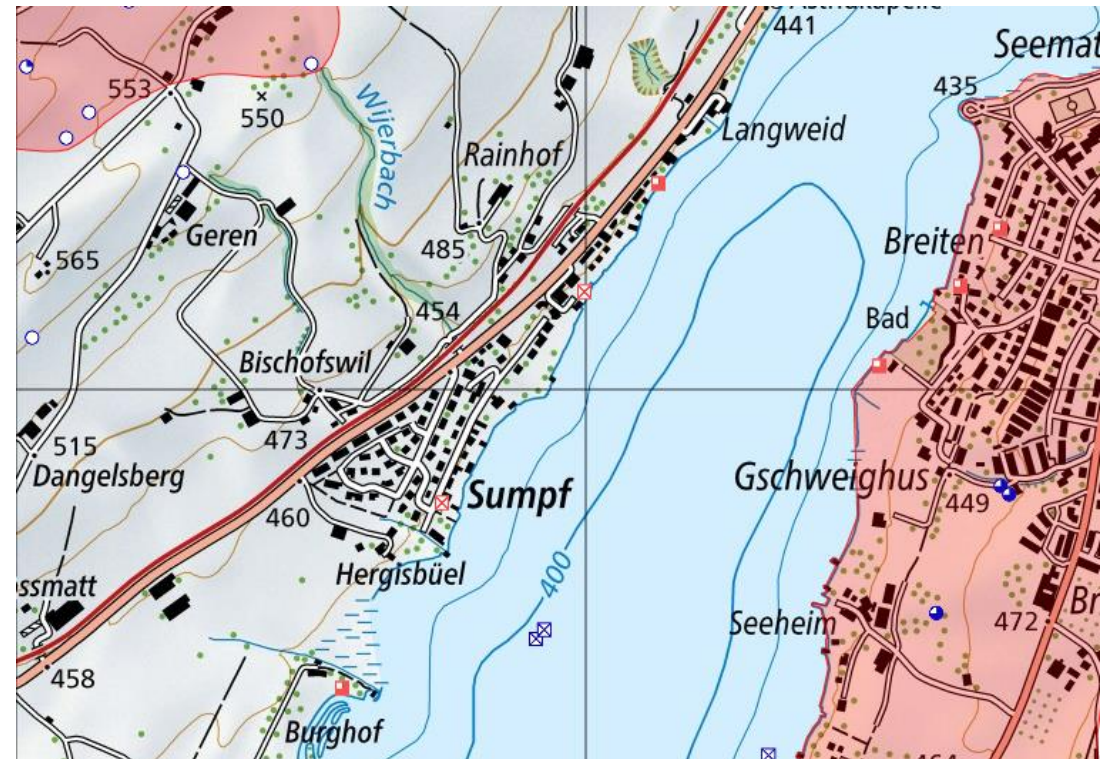 441
Seemat
553
435
550
Langweid
Wijerbach
Rainhof
Geren
485
Breiten
565
454
Bad
Bischofswil
473
515
Dangelsberg
Gschweighus
Sumpf
449
460
Hergisbüel
400
ssmatt
Seeheim
472
Br
458
Burghof